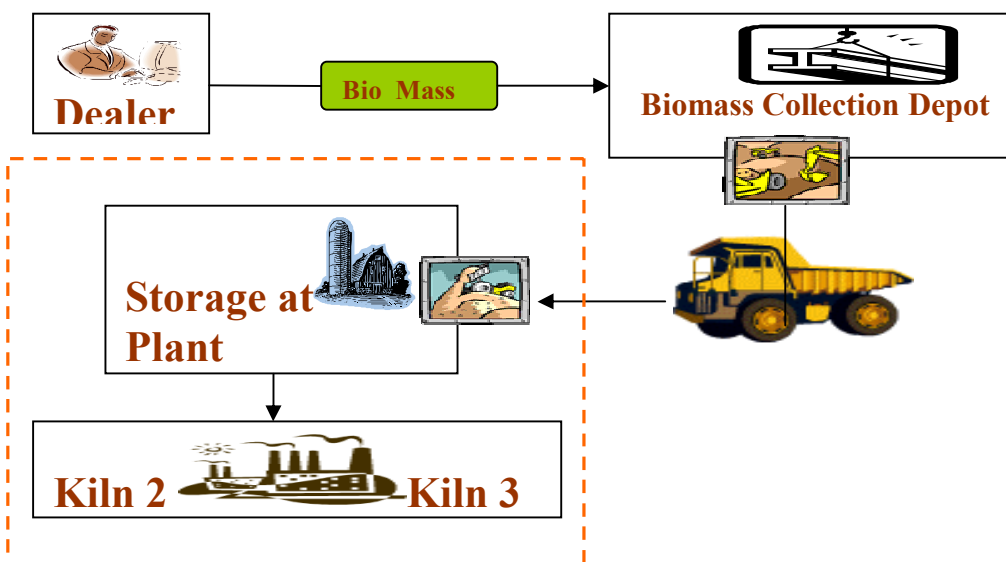 Dealer
Bio Mass
Biomass Collection Depot
Storage at
Plant
Kiln 2
Kiln 3